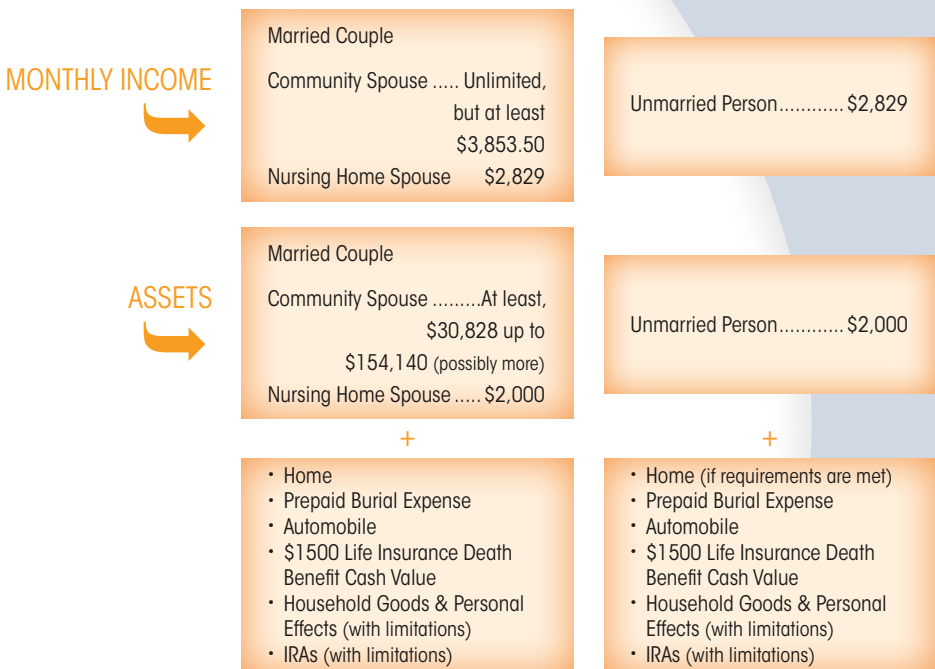 MONTHLY INCOME
Married Couple
Community Spouse ..... Unlimited,
but at least
$3,853.50
Nursing Home Spouse $2,829
Unmarried Person............ $2,829
ASSETS
Married Couple
Community Spouse .........At least,
$30,828 up to
$154,140 (possibly more)
Nursing Home Spouse ..... $2,000
Unmarried Person............ $2,000
+
• Home
• Prepaid Burial Expense
• Automobile
• $1500 Life Insurance Death
Benefit Cash Value
• Household Goods & Personal
Effects (with limitations)
• IRAs (with limitations)
+
• Home (if requirements are met)
• Prepaid Burial Expense
• Automobile
• $1500 Life Insurance Death
Benefit Cash Value
• Household Goods & Personal
Effects (with limitations)
• IRAs (with limitations)